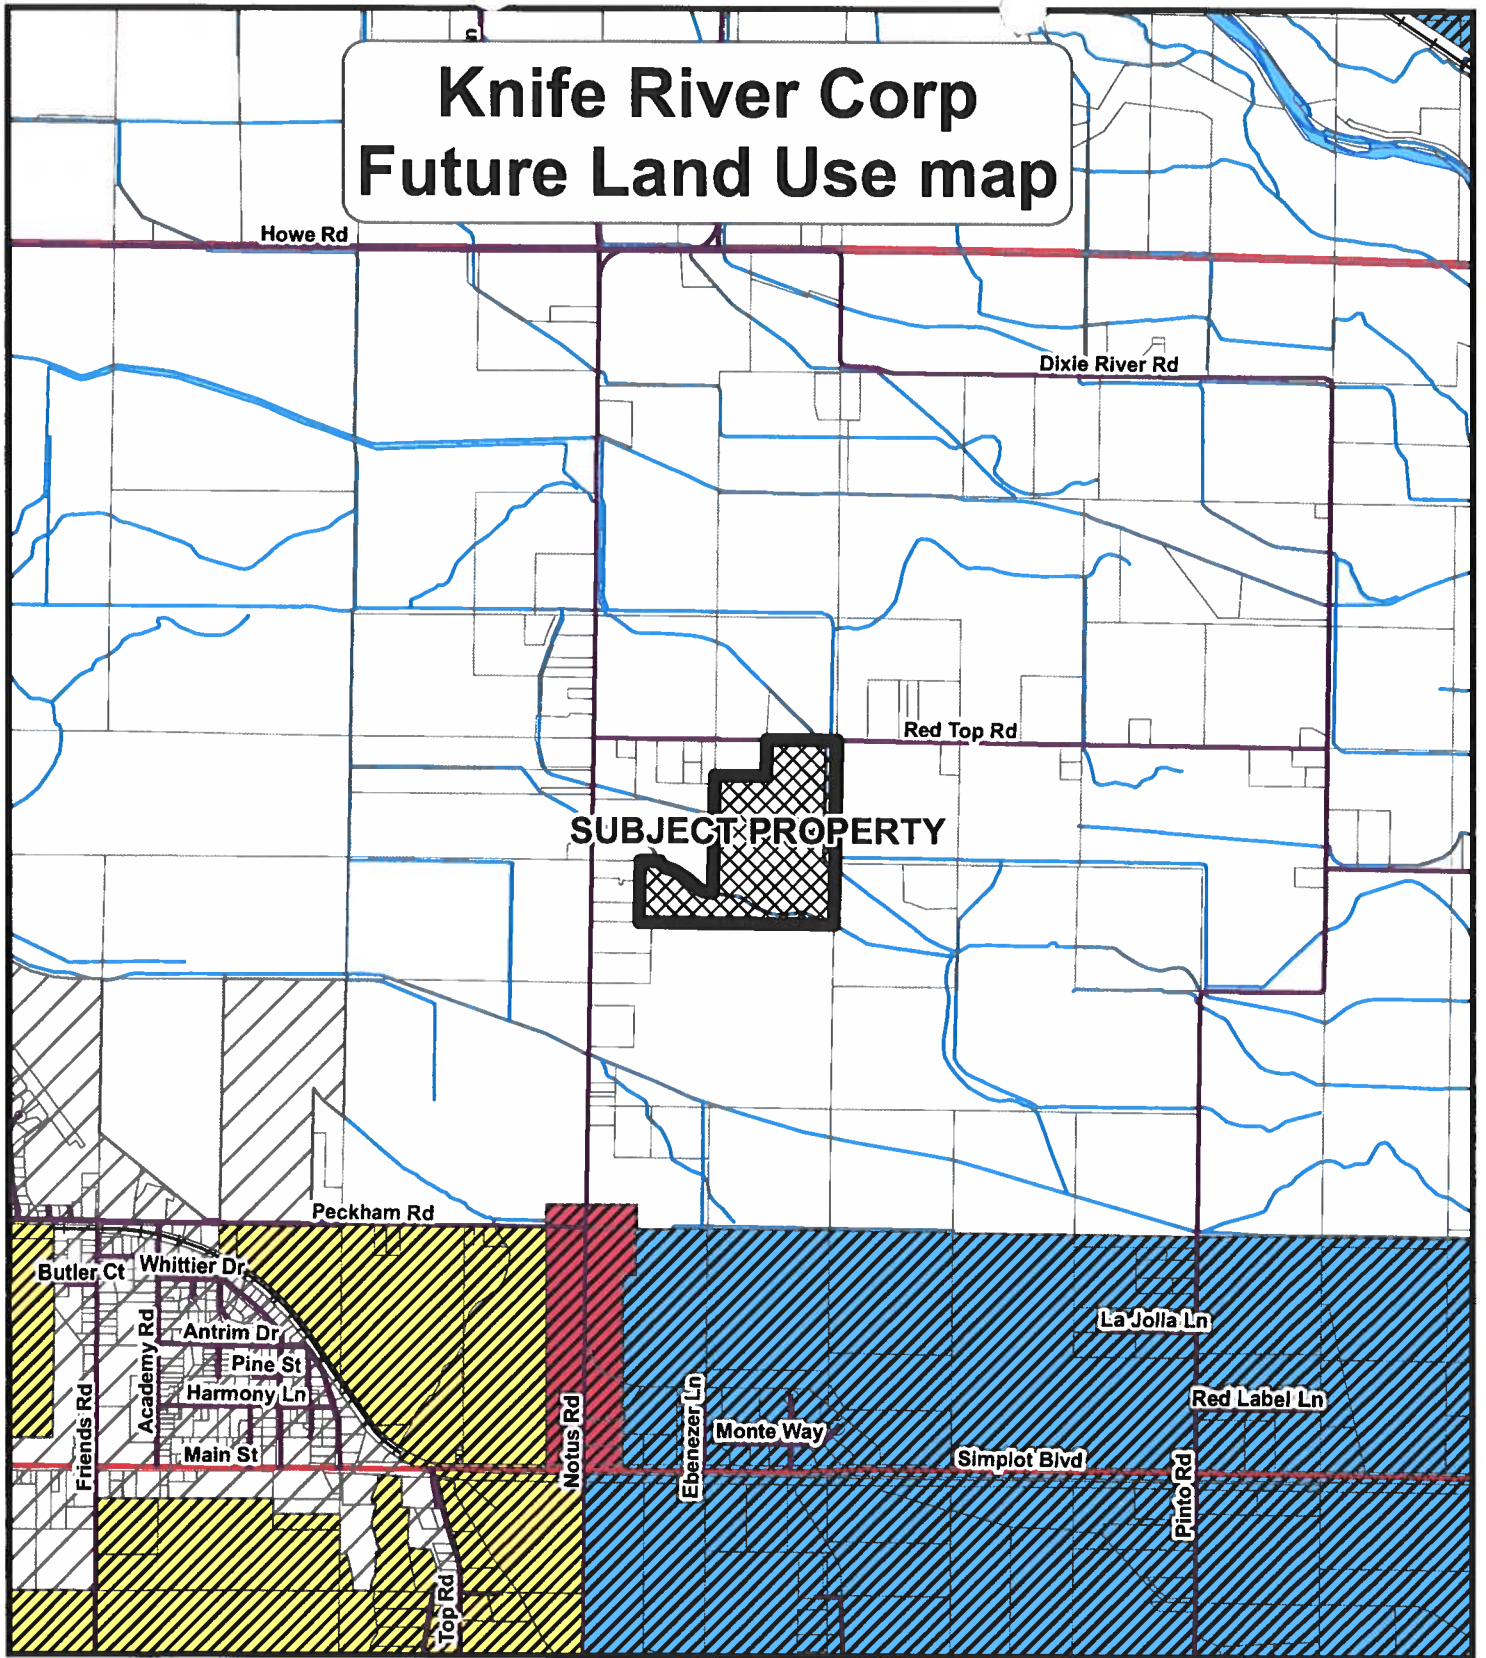 Knife River Corp
Future Land Use map
Howe Rd
Dixie River Rd
Red Top Rd
SUBJECT PROPERTY
Peckham Rd
Butler Ct
Whittier Dr
Antrim Dr
Pine St
Harmony Ln
Main St
Academy Rd
Friends Rd
Top Rd
Notus Rd
Ebenezer Ln
Monte Way
Simplot Blvd
La Jolla Ln
Red Label Ln
Pinto Rd